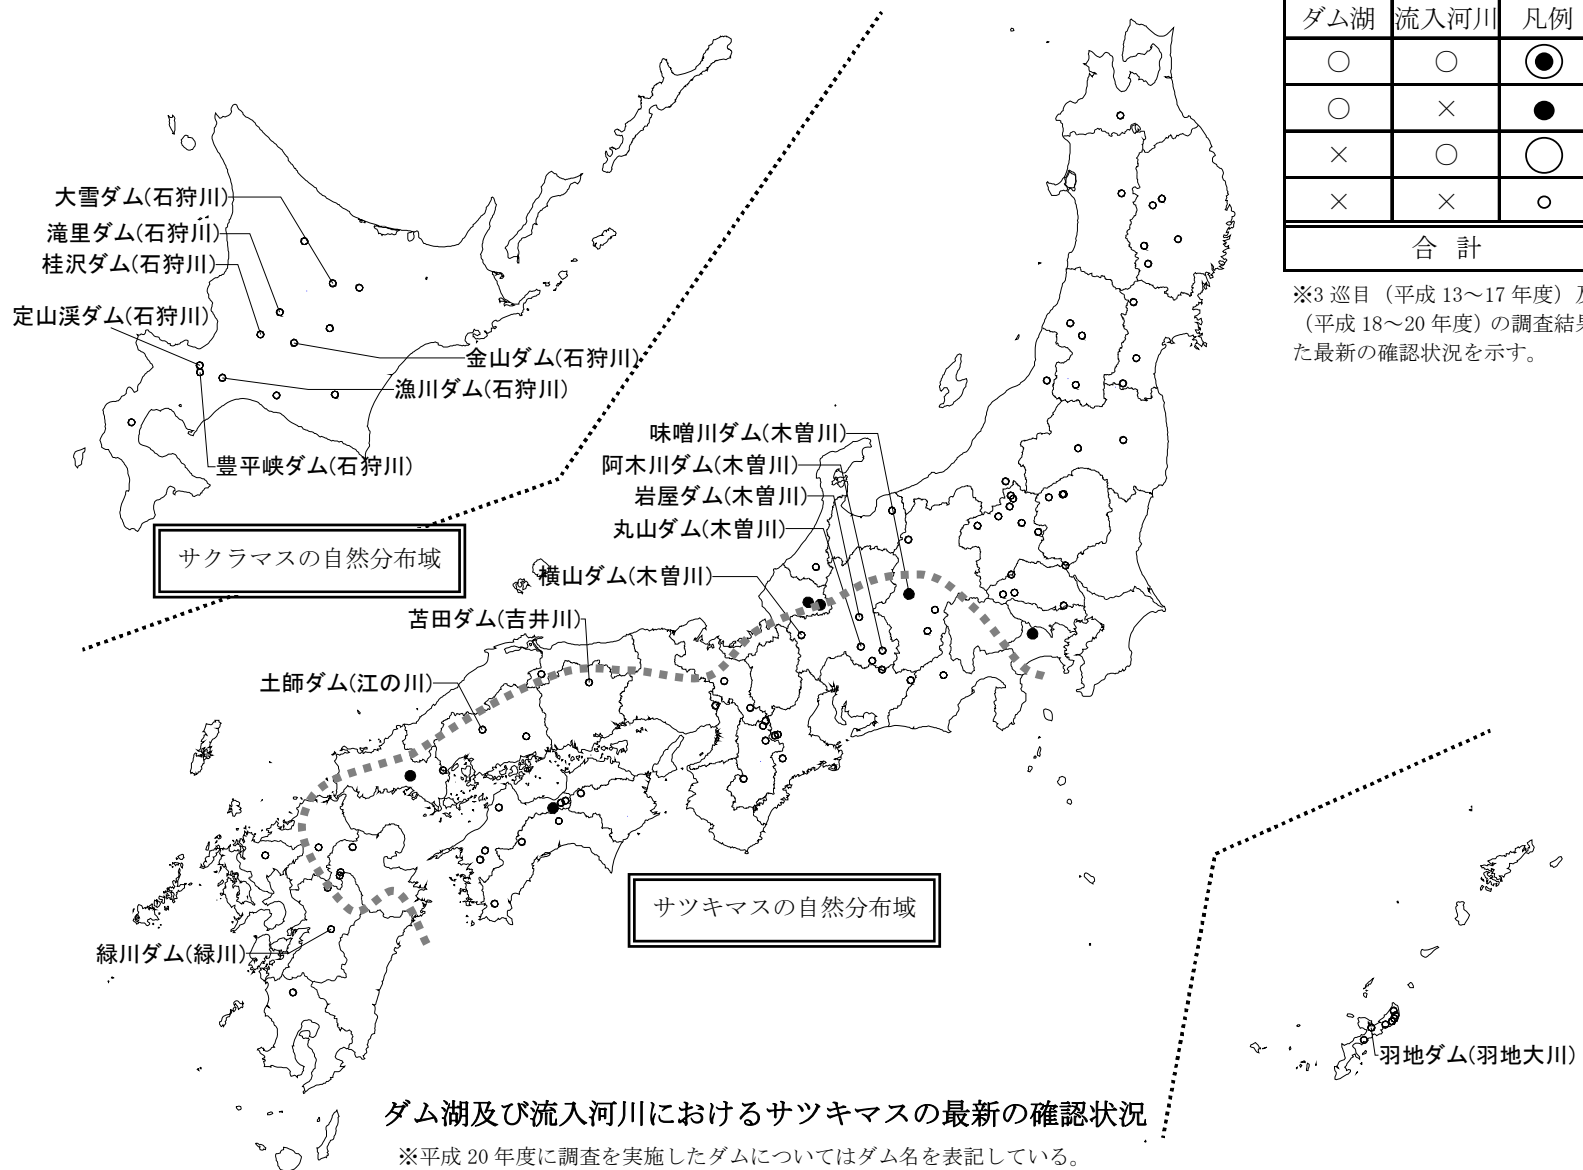 ダム湖 流入河川 凡例
○ ○ ◉
○ × ●
× ○ ◯
× × ○
合 計
※3 巡目（平成 13～17 年度）及
（平成 18～20 年度）の調査結果
た最新の確認状況を示す。
大雪ダム(石狩川)
滝里ダム(石狩川)
桂沢ダム(石狩川)
定山渓ダム(石狩川)
金山ダム(石狩川)
漁川ダム(石狩川)
豊平峡ダム(石狩川)
サクラマスの自然分布域
味噌川ダム(木曽川)
阿木川ダム(木曽川)
岩屋ダム(木曽川)
丸山ダム(木曽川)
横山ダム(木曽川)
苫田ダム(吉井川)
土師ダム(江の川)
サツキマスの自然分布域
緑川ダム(緑川)
羽地ダム(羽地大川)
ダム湖及び流入河川におけるサツキマスの最新の確認状況
※平成 20 年度に調査を実施したダムについてはダム名を表記している。